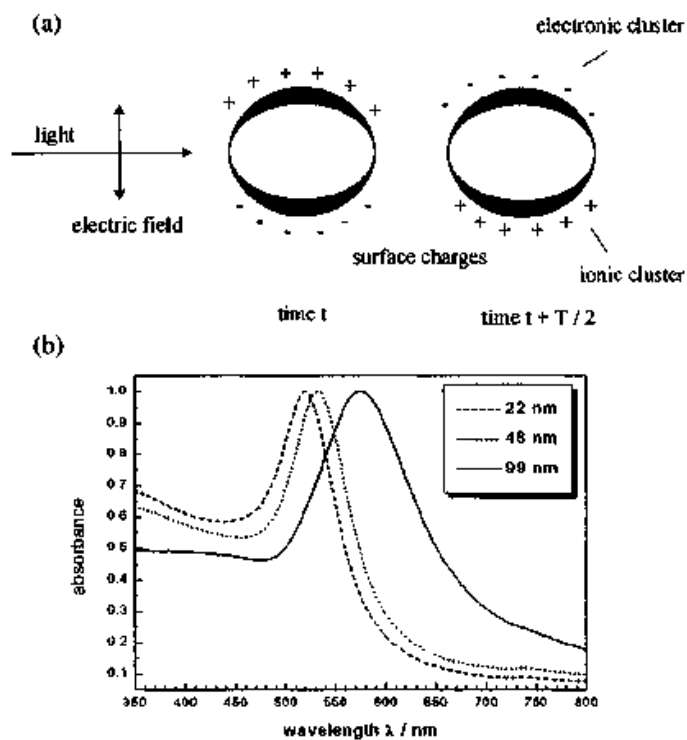 (a)
electronic cluster
+ + + + + +
- - - - - -
light
electric field
- - - - - -
+ + + + + +
surface charges
ionic cluster
time t
time t + T / 2
(b)
1.0
0.9
0.8
0.7
0.6
0.5
0.4
0.3
0.2
0.1
absorbance
22 nm
48 nm
99 nm
350 400 450 500 550 600 650 700 750 800
wavelength λ / nm